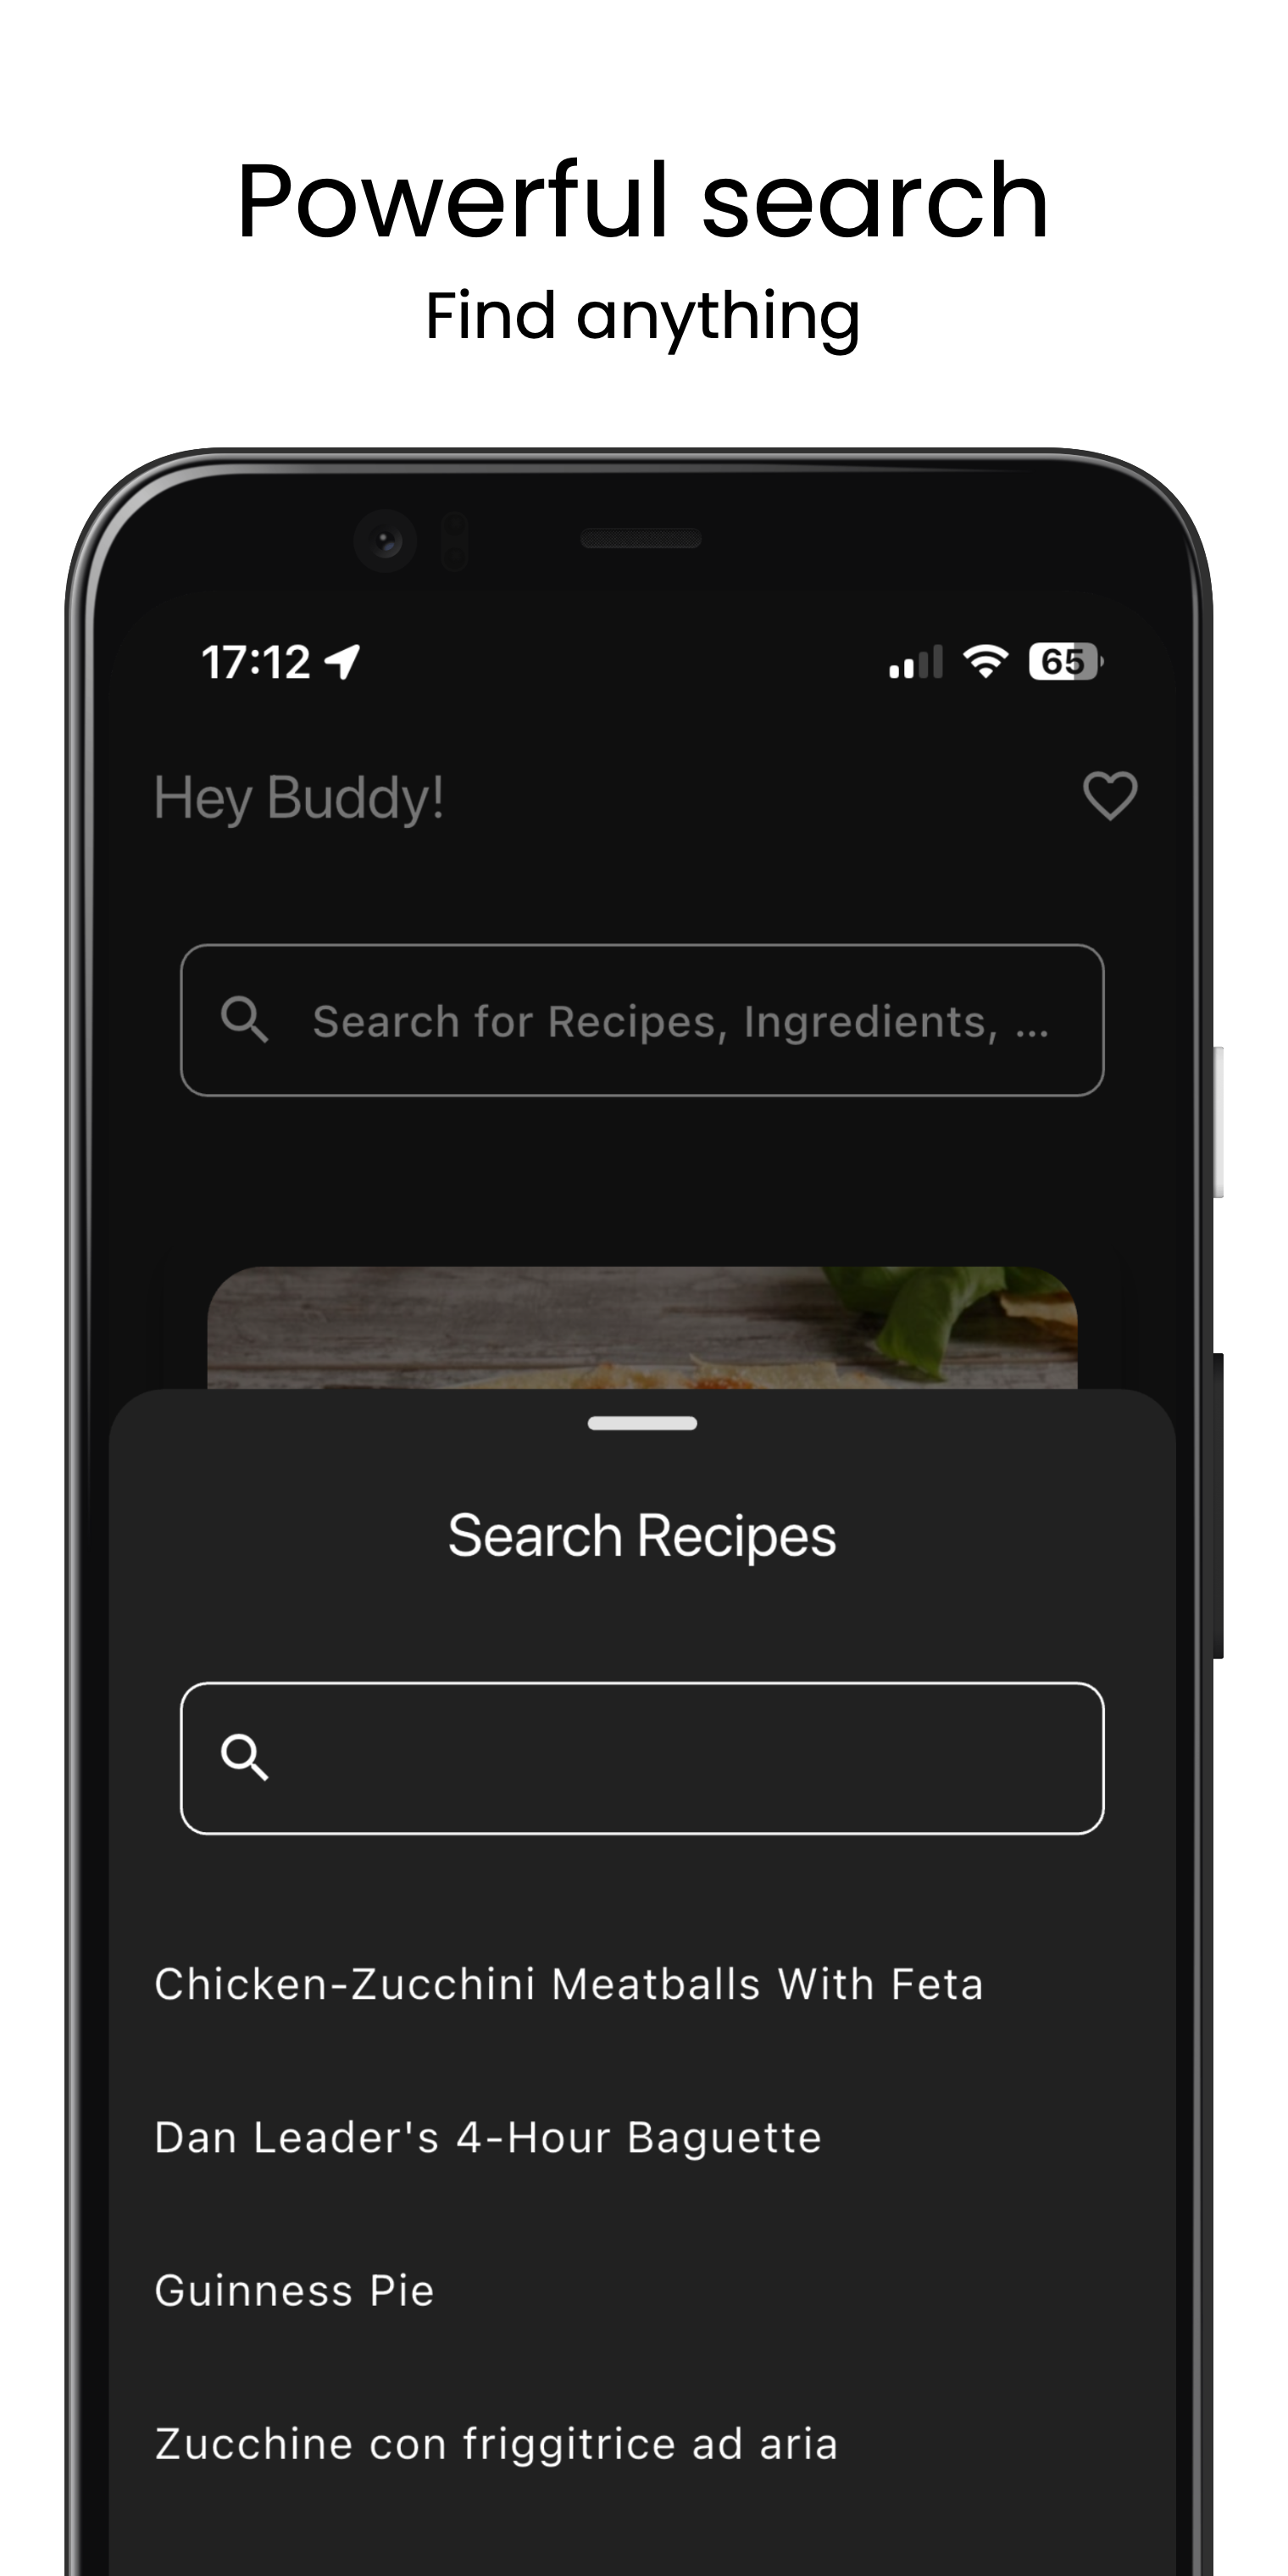 Powerful search
Find anything
17:12
65
Hey Buddy!
Search for Recipes, Ingredients, ...
Search Recipes
Chicken-Zucchini Meatballs With Feta
Dan Leader's 4-Hour Baguette
Guinness Pie
Zucchine con friggitrice ad aria